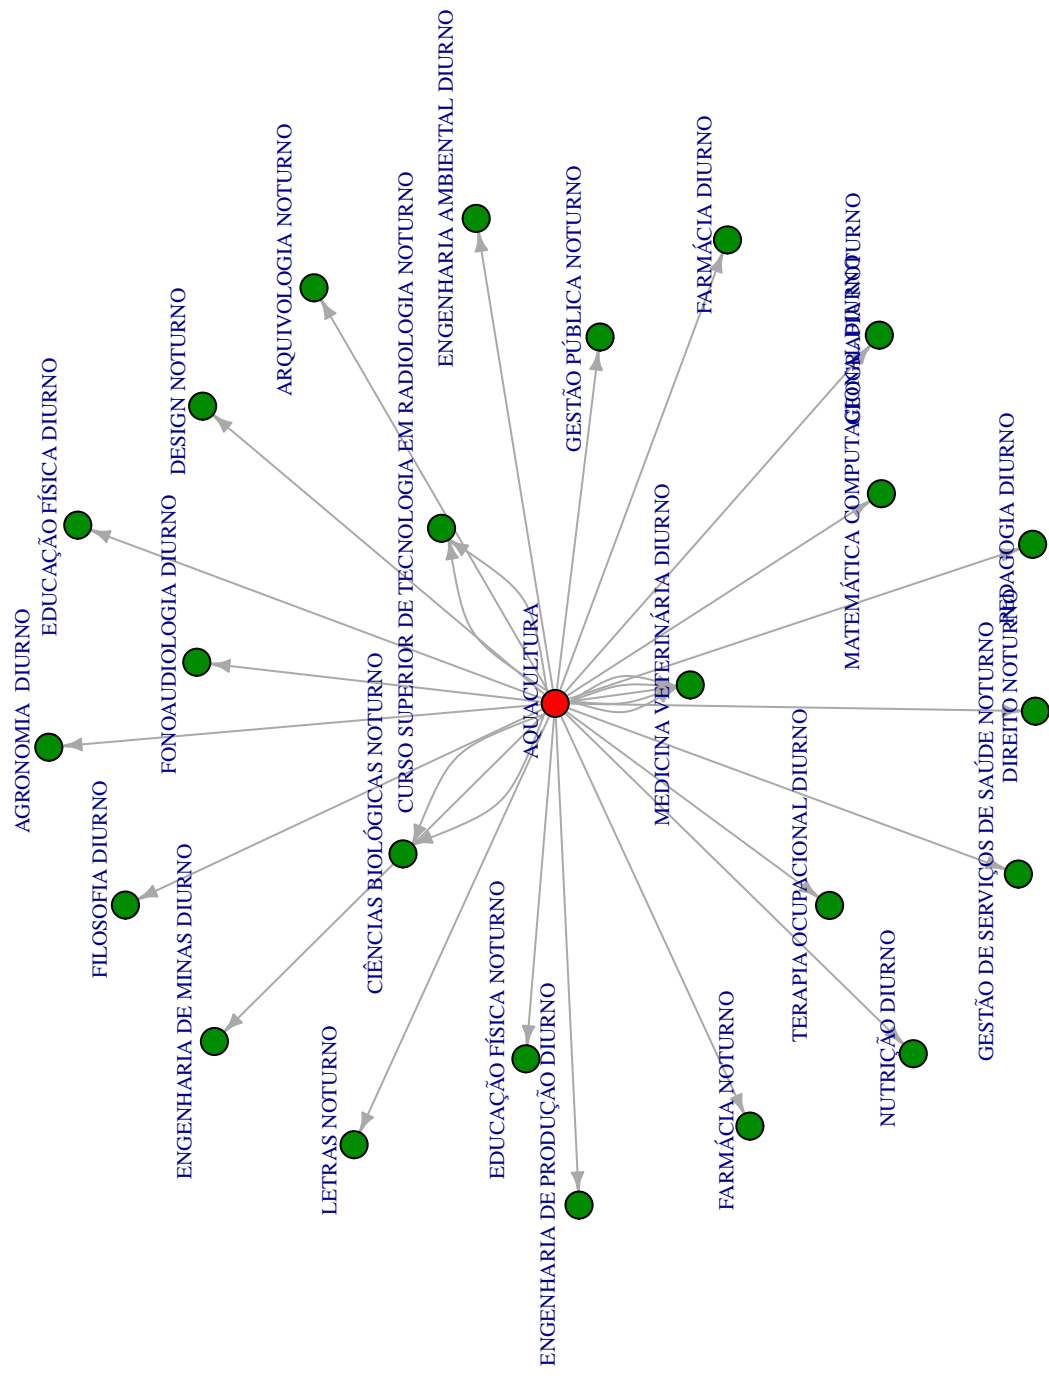 ENGENHARIA AMBIENTAL DIURNO
FARMÁCIA DIURNO
ARQUIVOLOGIA NOTURNO
GESTÃO PÚBLICA NOTURNO
CURSO SUPERIOR DE TECNOLOGIA EM RADIOLOGIA NOTURNO
GEOGRAFIA NOTURNO
MATEMÁTICA COMPUTACIONAL DIURNO
DESIGN NOTURNO
EDUCAÇÃO FÍSICA DIURNO
PEDAGOGIA DIURNO
MEDICINA VETERINÁRIA DIURNO
FONOAUDIOLOGIA DIURNO
DIREITO NOTURNO
AQUACULTURA
AGRONOMIA DIURNO
GESTÃO DE SERVIÇOS DE SAÚDE NOTURNO
CIÊNCIAS BIOLÓGICAS NOTURNO
TERAPIA OCUPACIONAL DIURNO
FILOSOFIA DIURNO
ENGENHARIA DE MINAS DIURNO
EDUCAÇÃO FÍSICA NOTURNO
NUTRIÇÃO DIURNO
ENGENHARIA DE PRODUÇÃO DIURNO
FARMÁCIA NOTURNO
LETRAS NOTURNO